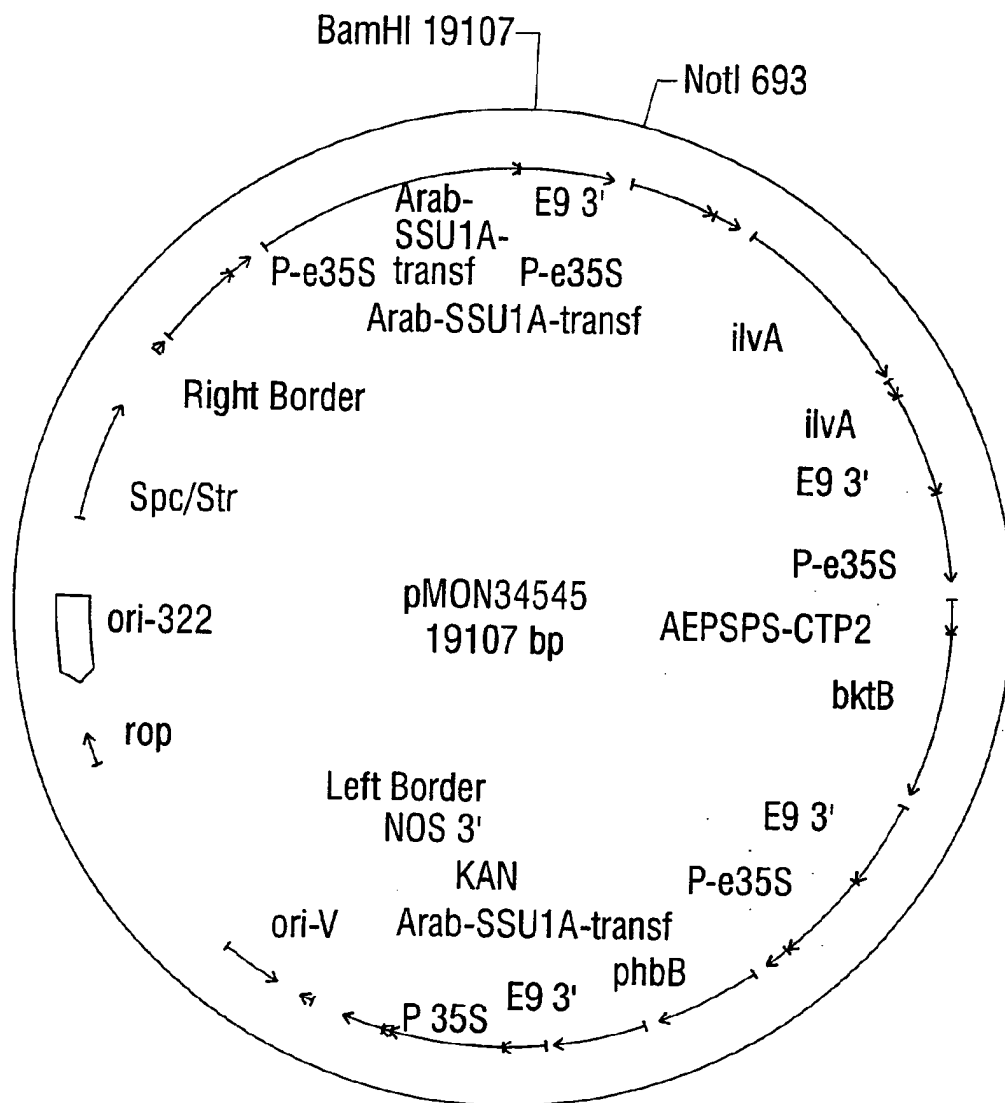 BamHI 19107
NotI 693
Arab-
SSU1A-
transf
E9 3'
P-e35S
P-e35S
Arab-SSU1A-transf
ilvA
Right Border
ilvA
E9 3'
Spc/Str
P-e35S
pMON34545
19107 bp
ori-322
AEPSPS-CTP2
bktB
rop
Left Border
NOS 3'
E9 3'
KAN
P-e35S
ori-V
Arab-SSU1A-transf
phbB
P 35S
E9 3'